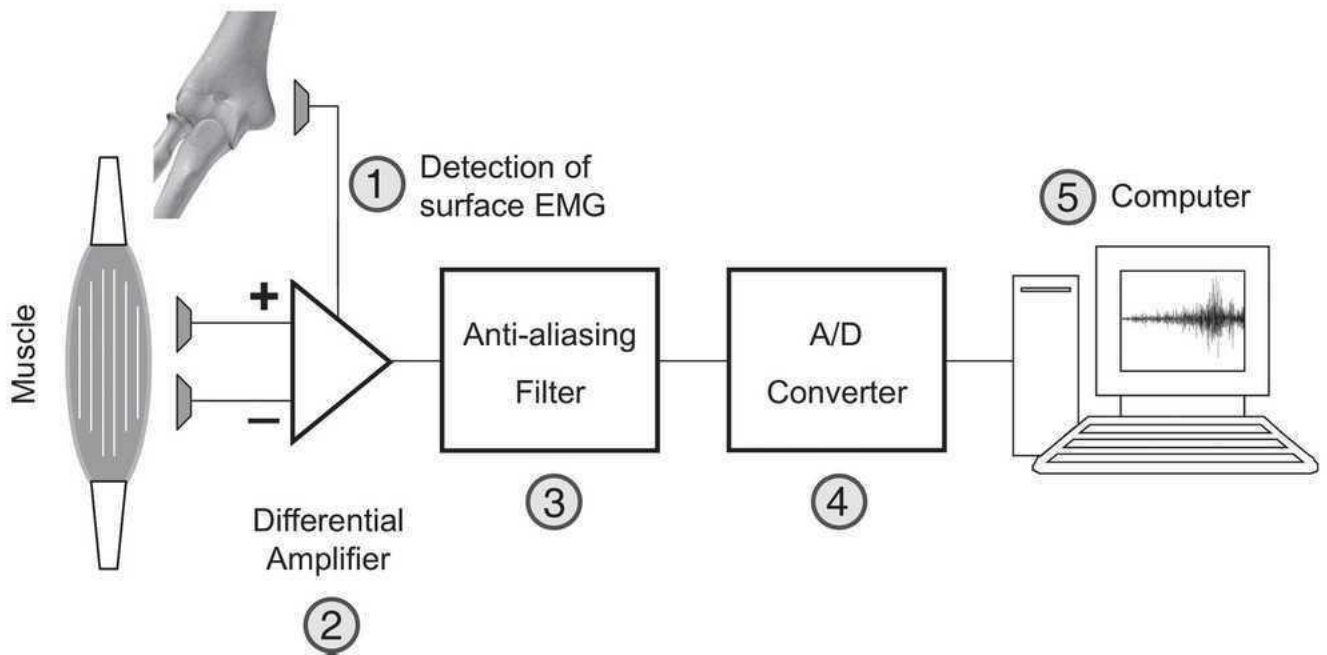 1
Detection of
surface EMG
5
Computer
Muscle
+
−
Anti-aliasing
Filter
A/D
Converter
3
4
Differential
Amplifier
2